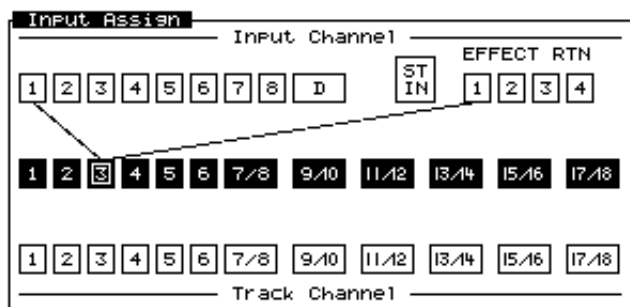 Input Assign
Input Channel
EFFECT RTN
1 2 3 4 5 6 7 8 D ST IN 1 2 3 4
1 2 3 4 5 6 7/8 9/10 11/12 13/14 15/16 17/18
1 2 3 4 5 6 7/8 9/10 11/12 13/14 15/16 17/18
Track Channel